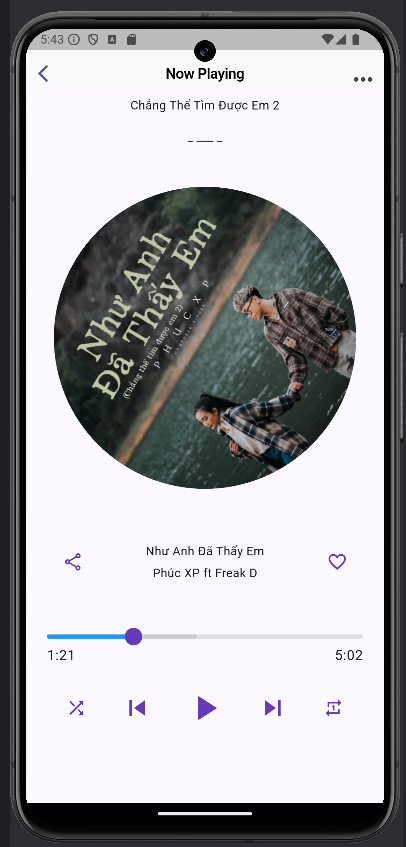 5:43
Now Playing
Chẳng Thể Tìm Được Em 2
Như Anh
Đã Thấy Em
(Chẳng thể tìm được em 2)
P H Ú C X P
Như Anh Đã Thấy Em
Phúc XP ft Freak D
1:21
5:02